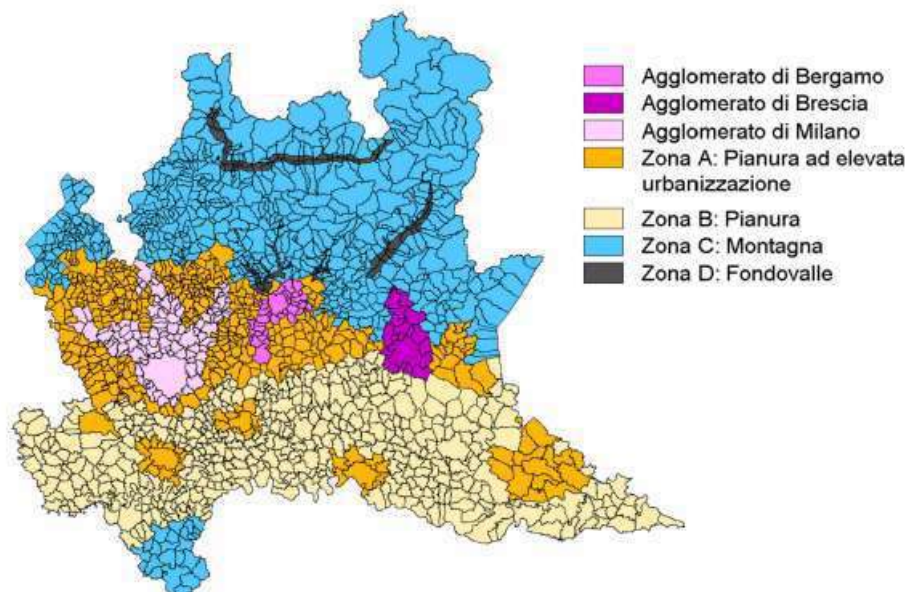 Agglomerato di Bergamo
Agglomerato di Brescia
Agglomerato di Milano
Zona A: Pianura ad elevata
urbanizzazione
Zona B: Pianura
Zona C: Montagna
Zona D: Fondovalle